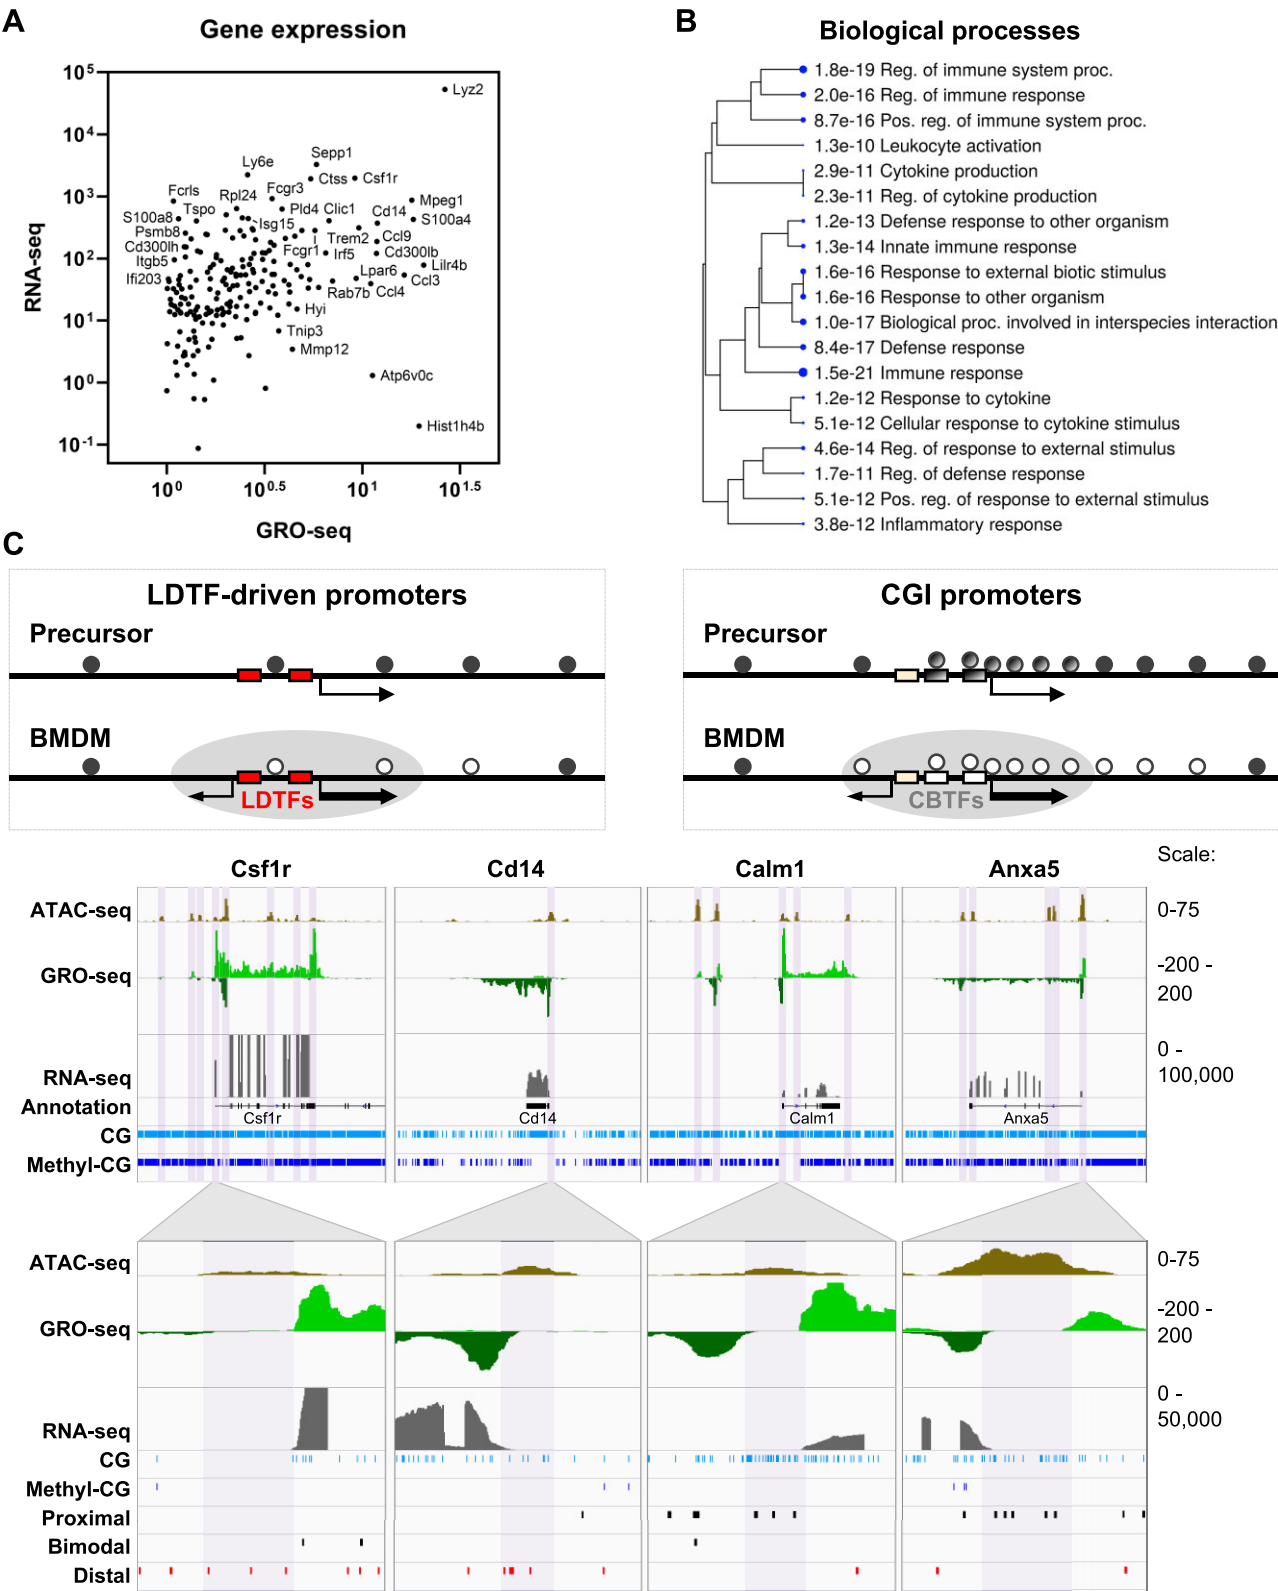 A
Gene expression
10^5
10^4
10^3
10^2
10^1
10^0
10^-1
RNA-seq
Lyz2
Sepp1
Ly6e
Ctss
Csf1r
Fcrls
Fcgr3
Rpl24
Mpeg1
S100a8
Tspo
Pld4
Clic1
Cd14
S100a4
Psmb8
Isg15
Trem2
Ccl9
Cd300lh
Fcgr1
Irf5
Cd300lb
Itgb5
Lpar6
Lilr4b
Ifi203
Rab7b
Ccl4
Ccl3
Hyi
Tnip3
Mmp12
Atp6v0c
Hist1h4b
10^0 10^0.5 10^1 10^1.5
GRO-seq
B
Biological processes
1.8e-19 Reg. of immune system proc.
2.0e-16 Reg. of immune response
8.7e-16 Pos. reg. of immune system proc.
1.3e-10 Leukocyte activation
2.9e-11 Cytokine production
2.3e-11 Reg. of cytokine production
1.2e-13 Defense response to other organism
1.3e-14 Innate immune response
1.6e-16 Response to external biotic stimulus
1.6e-16 Response to other organism
1.0e-17 Biological proc. involved in interspecies interaction
8.4e-17 Defense response
1.5e-21 Immune response
1.2e-12 Response to cytokine
5.1e-12 Cellular response to cytokine stimulus
4.6e-14 Reg. of response to external stimulus
1.7e-11 Reg. of defense response
5.1e-12 Pos. reg. of response to external stimulus
3.8e-12 Inflammatory response
C
LDTF-driven promoters
Precursor
BMDM
LDTFs
CGI promoters
Precursor
BMDM
CBTFs
Csf1r Cd14 Calm1 Anxa5 Scale:
ATAC-seq 0-75
GRO-seq -200 -
200
RNA-seq 0 -
100,000
Annotation Csf1r Cd14 Calm1 Anxa5
CG
Methyl-CG
ATAC-seq 0-75
GRO-seq -200 -
200
RNA-seq 0 -
50,000
CG
Methyl-CG
Proximal
Bimodal
Distal